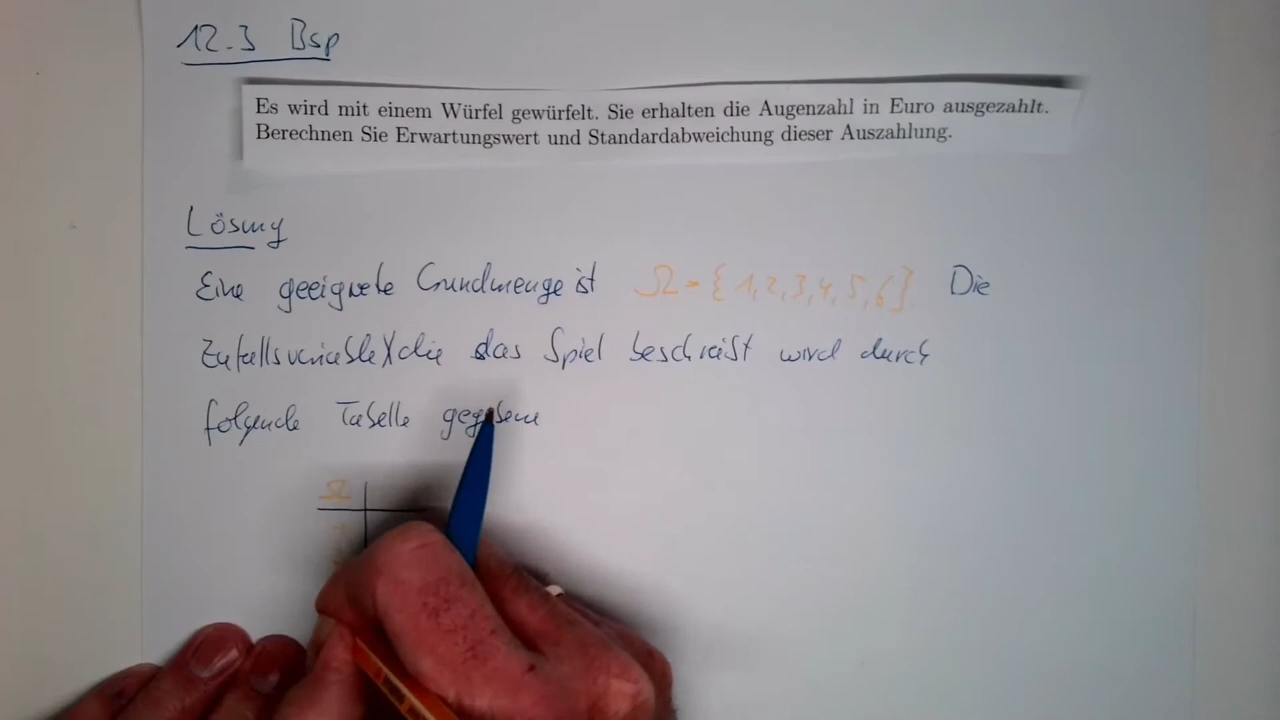 12.3 Bsp
Es wird mit einem Würfel gewürfelt. Sie erhalten die Augenzahl in Euro ausgezahlt.
Berechnen Sie Erwartungswert und Standardabweichung dieser Auszahlung.
Lösung
Eine geeignete Grundmenge ist Ω = {1,2,3,4,5,6}. Die
Zufallsvariable X die das Spiel beschreibt wird durch
folgende Tabelle gegebene
Ω
1